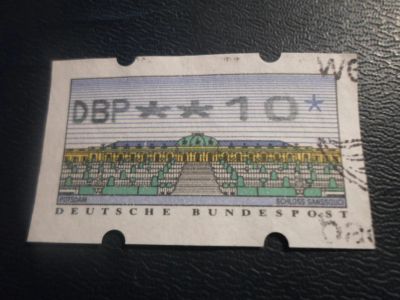 DBP**10*
POTSDAM SCHLOSS SANSSOUCI
DEUTSCHE BUNDESPOST